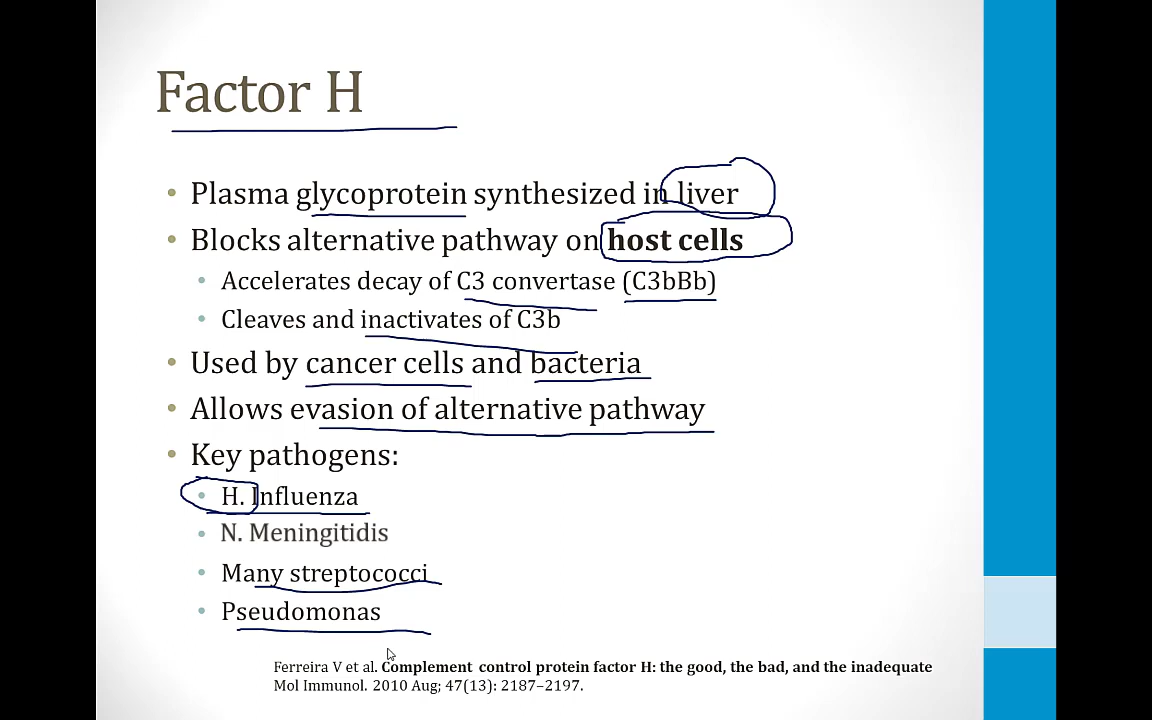 Factor H
• Plasma glycoprotein synthesized in liver
• Blocks alternative pathway on host cells
• Accelerates decay of C3 convertase (C3bBb)
• Cleaves and inactivates of C3b
• Used by cancer cells and bacteria
• Allows evasion of alternative pathway
• Key pathogens:
• H. Influenza
• N. Meningitidis
• Many streptococci
• Pseudomonas
Ferreira V et al. Complement control protein factor H: the good, the bad, and the inadequate
Mol Immunol. 2010 Aug; 47(13): 2187–2197.